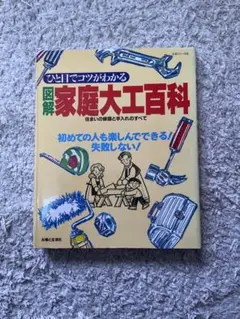 ひと目でコツがわかる
図解 家庭大工百科
住まいの修繕と手入れのすべて
初めての人も楽しんでできる!
失敗しない!
主婦と生活社